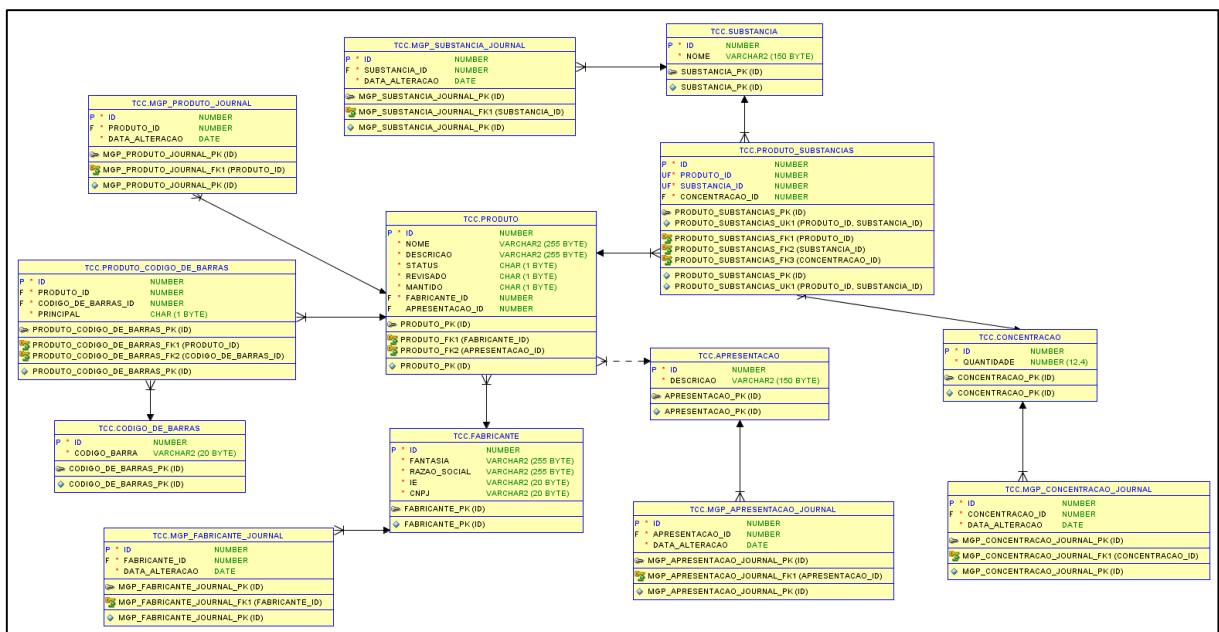 TCC.SUBSTANCIA
P * ID NUMBER
* NOME VARCHAR2 (150 BYTE)
SUBSTANCIA_PK (ID)
SUBSTANCIA_PK (ID)
TCC.MGP_SUBSTANCIA_JOURNAL
P * ID NUMBER
F * SUBSTANCIA_ID NUMBER
* DATA_ALTERACAO DATE
MGP_SUBSTANCIA_JOURNAL_PK (ID)
MGP_SUBSTANCIA_JOURNAL_FK1 (SUBSTANCIA_ID)
MGP_SUBSTANCIA_JOURNAL_PK (ID)
TCC.MGP_PRODUTO_JOURNAL
P * ID NUMBER
F * PRODUTO_ID NUMBER
* DATA_ALTERACAO DATE
MGP_PRODUTO_JOURNAL_PK (ID)
MGP_PRODUTO_JOURNAL_FK1 (PRODUTO_ID)
MGP_PRODUTO_JOURNAL_PK (ID)
TCC.PRODUTO_SUBSTANCIAS
P * ID NUMBER
UF* PRODUTO_ID NUMBER
UF* SUBSTANCIA_ID NUMBER
F * CONCENTRACAO_ID NUMBER
PRODUTO_SUBSTANCIAS_PK (ID)
PRODUTO_SUBSTANCIAS_UK1 (PRODUTO_ID, SUBSTANCIA_ID)
PRODUTO_SUBSTANCIAS_FK1 (PRODUTO_ID)
PRODUTO_SUBSTANCIAS_FK2 (SUBSTANCIA_ID)
PRODUTO_SUBSTANCIAS_FK3 (CONCENTRACAO_ID)
PRODUTO_SUBSTANCIAS_PK (ID)
PRODUTO_SUBSTANCIAS_UK1 (PRODUTO_ID, SUBSTANCIA_ID)
TCC.PRODUTO
P * ID NUMBER
* NOME VARCHAR2 (255 BYTE)
* DESCRICAO VARCHAR2 (255 BYTE)
* STATUS CHAR (1 BYTE)
* REVISADO CHAR (1 BYTE)
* MANTIDO CHAR (1 BYTE)
F * FABRICANTE_ID NUMBER
F APRESENTACAO_ID NUMBER
PRODUTO_PK (ID)
PRODUTO_FK1 (FABRICANTE_ID)
PRODUTO_FK2 (APRESENTACAO_ID)
PRODUTO_PK (ID)
TCC.PRODUTO_CODIGO_DE_BARRAS
P * ID NUMBER
F * PRODUTO_ID NUMBER
F * CODIGO_DE_BARRAS_ID NUMBER
* PRINCIPAL CHAR (1 BYTE)
PRODUTO_CODIGO_DE_BARRAS_PK (ID)
PRODUTO_CODIGO_DE_BARRAS_FK1 (PRODUTO_ID)
PRODUTO_CODIGO_DE_BARRAS_FK2 (CODIGO_DE_BARRAS_ID)
PRODUTO_CODIGO_DE_BARRAS_PK (ID)
TCC.CONCENTRACAO
P * ID NUMBER
* QUANTIDADE NUMBER (12,4)
CONCENTRACAO_PK (ID)
CONCENTRACAO_PK (ID)
TCC.APRESENTACAO
P * ID NUMBER
* DESCRICAO VARCHAR2 (150 BYTE)
APRESENTACAO_PK (ID)
APRESENTACAO_PK (ID)
TCC.CODIGO_DE_BARRAS
P * ID NUMBER
* CODIGO_BARRA VARCHAR2 (20 BYTE)
CODIGO_DE_BARRAS_PK (ID)
CODIGO_DE_BARRAS_PK (ID)
TCC.FABRICANTE
P * ID NUMBER
* FANTASIA VARCHAR2 (255 BYTE)
* RAZAO_SOCIAL VARCHAR2 (255 BYTE)
* IE VARCHAR2 (20 BYTE)
* CNPJ VARCHAR2 (20 BYTE)
FABRICANTE_PK (ID)
FABRICANTE_PK (ID)
TCC.MGP_CONCENTRACAO_JOURNAL
P * ID NUMBER
F * CONCENTRACAO_ID NUMBER
* DATA_ALTERACAO DATE
MGP_CONCENTRACAO_JOURNAL_PK (ID)
MGP_CONCENTRACAO_JOURNAL_FK1 (CONCENTRACAO_ID)
MGP_CONCENTRACAO_JOURNAL_PK (ID)
TCC.MGP_APRESENTACAO_JOURNAL
P * ID NUMBER
F * APRESENTACAO_ID NUMBER
* DATA_ALTERACAO DATE
MGP_APRESENTACAO_JOURNAL_PK (ID)
MGP_APRESENTACAO_JOURNAL_FK1 (APRESENTACAO_ID)
MGP_APRESENTACAO_JOURNAL_PK (ID)
TCC.MGP_FABRICANTE_JOURNAL
P * ID NUMBER
F * FABRICANTE_ID NUMBER
* DATA_ALTERACAO DATE
MGP_FABRICANTE_JOURNAL_PK (ID)
MGP_FABRICANTE_JOURNAL_FK1 (FABRICANTE_ID)
MGP_FABRICANTE_JOURNAL_PK (ID)